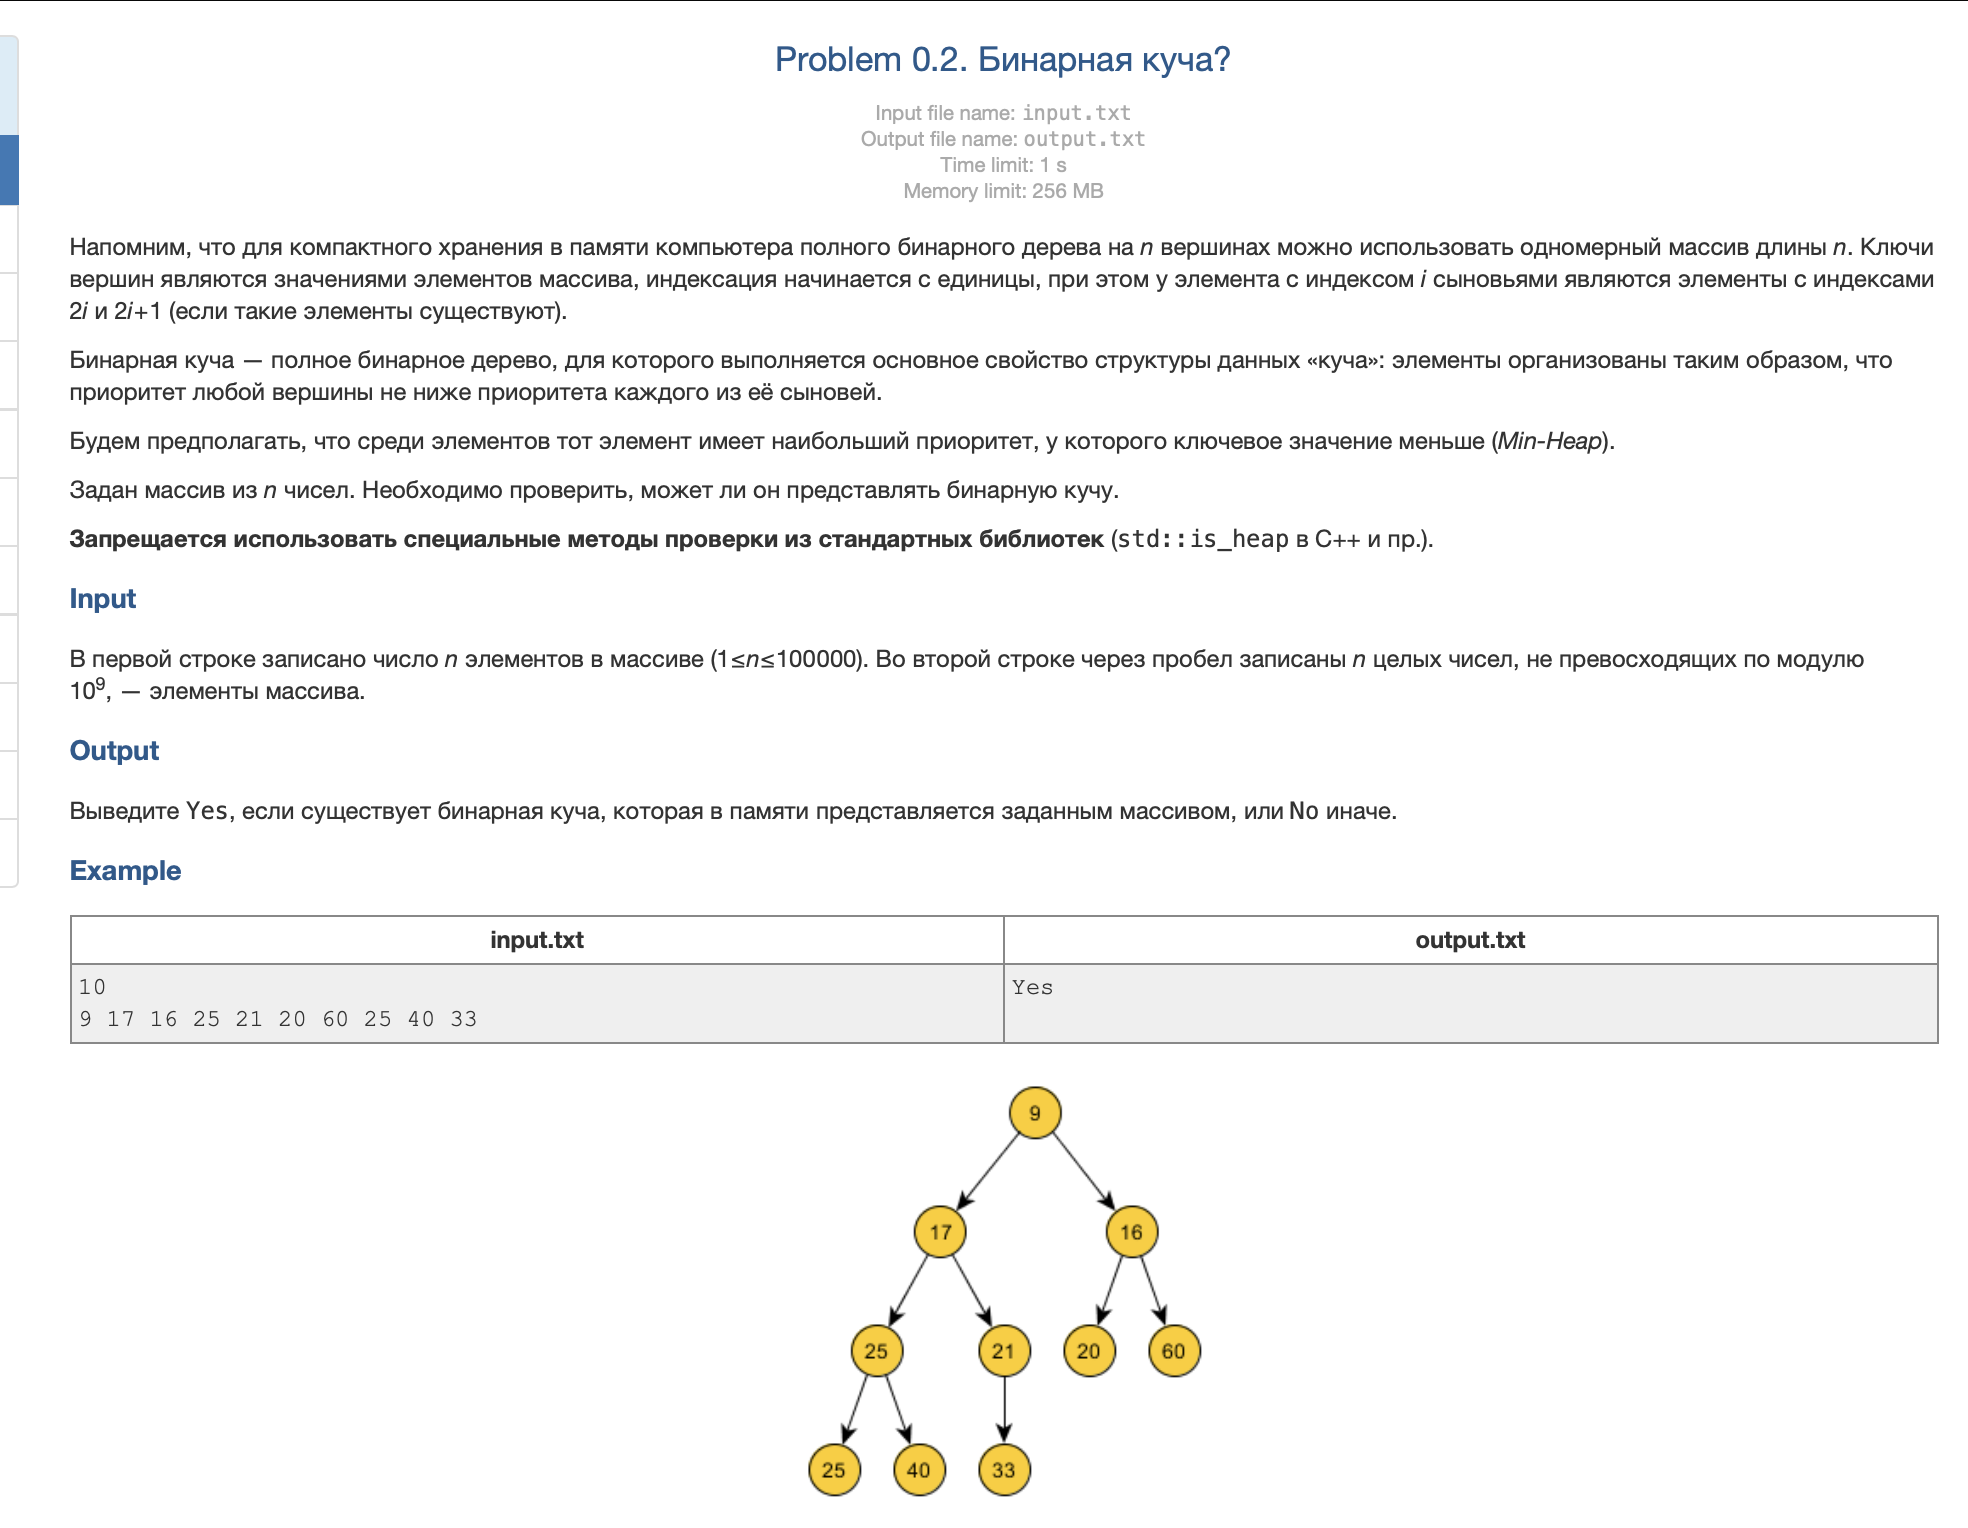 Problem 0.2. Бинарная куча?
Input file name: input.txt
Output file name: output.txt
Time limit: 1 s
Memory limit: 256 MB
Напомним, что для компактного хранения в памяти компьютера полного бинарного дерева на n вершинах можно использовать одномерный массив длины n. Ключи
вершин являются значениями элементов массива, индексация начинается с единицы, при этом у элемента с индексом i сыновьями являются элементы с индексами
2i и 2i+1 (если такие элементы существуют).
Бинарная куча — полное бинарное дерево, для которого выполняется основное свойство структуры данных «куча»: элементы организованы таким образом, что
приоритет любой вершины не ниже приоритета каждого из её сыновей.
Будем предполагать, что среди элементов тот элемент имеет наибольший приоритет, у которого ключевое значение меньше (Min-Heap).
Задан массив из n чисел. Необходимо проверить, может ли он представлять бинарную кучу.
Запрещается использовать специальные методы проверки из стандартных библиотек (std::is_heap в C++ и пр.).
Input
В первой строке записано число n элементов в массиве (1≤n≤100000). Во второй строке через пробел записаны n целых чисел, не превосходящих по модулю
10⁹, — элементы массива.
Output
Выведите Yes, если существует бинарная куча, которая в памяти представляется заданным массивом, или No иначе.
Example
input.txt output.txt
10 Yes
9 17 16 25 21 20 60 25 40 33
9
17 16
25 21 20 60
25 40 33